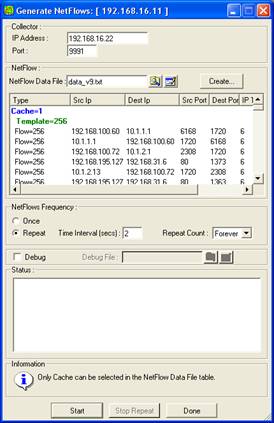 Generate NetFlows: [ 192.168.16.11 ]
Collector :
IP Address : 192.168.16.22
Port : 9991
NetFlow :
NetFlow Data File : data_v9.txt Create...
Type Src Ip Dest Ip Src Port Dest Port IP
Cache=1
Template=256
Flow=256 192.168.100.60 10.1.1.1 6168 1720 6
Flow=256 10.1.1.1 192.168.100.60 1720 6168 6
Flow=256 192.168.100.72 10.1.2.1 2308 1720 6
Flow=256 192.168.195.127 192.168.31.6 80 1373 6
Flow=256 10.1.2.13 192.168.100.72 1720 2308 6
Flow=256 192.168.195.127 192.168.31.6 80 1363 6
NetFlows Frequency :
Once
Repeat Time Interval (secs) : 2 Repeat Count : Forever
Debug Debug File :
Status :
Information
Only Cache can be selected in the NetFlow Data File table.
Start Stop Repeat Done